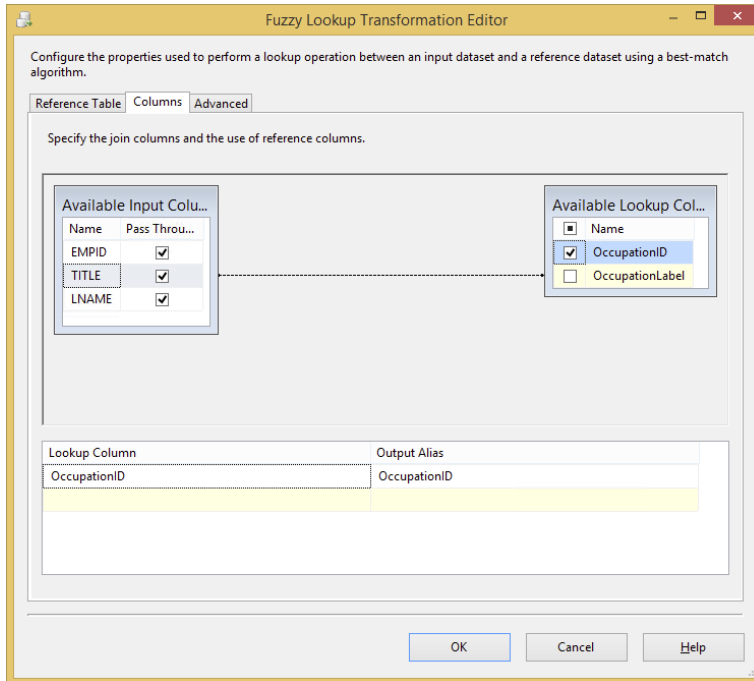 Fuzzy Lookup Transformation Editor
Configure the properties used to perform a lookup operation between an input dataset and a reference dataset using a best-match
algorithm.
Reference Table Columns Advanced
Specify the join columns and the use of reference columns.
Available Input Colu...
Name Pass Throu...
EMPID
TITLE
LNAME
Available Lookup Col...
Name
OccupationID
OccupationLabel
Lookup Column Output Alias
OccupationID OccupationID
OK Cancel Help